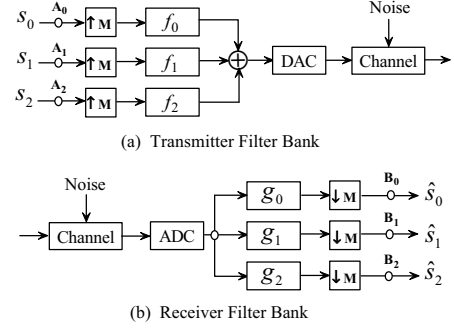 Noise
s₀ A₀ ↑M f₀
s₁ A₁ ↑M f₁ + DAC Channel
s₂ A₂ ↑M f₂
(a) Transmitter Filter Bank
Noise
g₀ ↓M B₀ ŝ₀
Channel ADC g₁ ↓M B₁ ŝ₁
g₂ ↓M B₂ ŝ₂
(b) Receiver Filter Bank